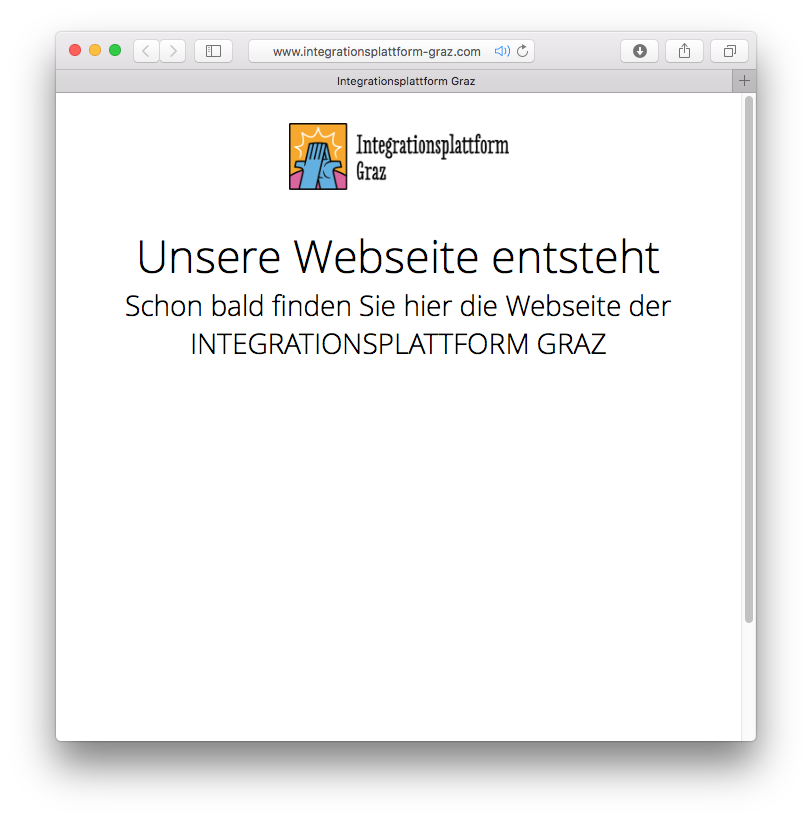 www.integrationsplattform-graz.com
Integrationsplattform Graz
Integrationsplattform
Graz
Unsere Webseite entsteht
Schon bald finden Sie hier die Webseite der
INTEGRATIONSPLATTFORM GRAZ